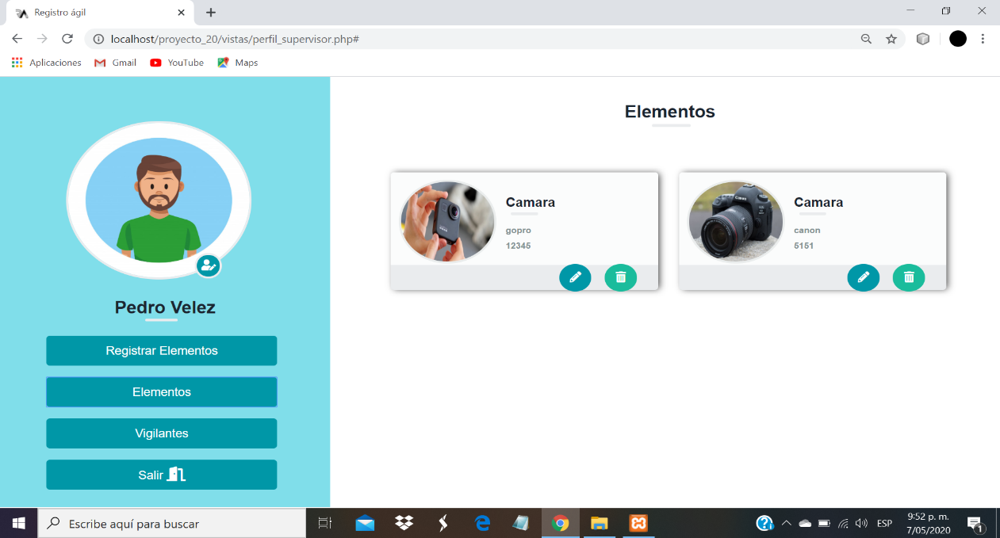 Registro ágil
localhost/proyecto_20/vistas/perfil_supervisor.php#
Aplicaciones Gmail YouTube Maps
Pedro Velez
Registrar Elementos
Elementos
Vigilantes
Salir
Elementos
Camara
gopro
12345
Camara
canon
5151
Escribe aquí para buscar
ESP
9:52 p. m.
7/05/2020
1